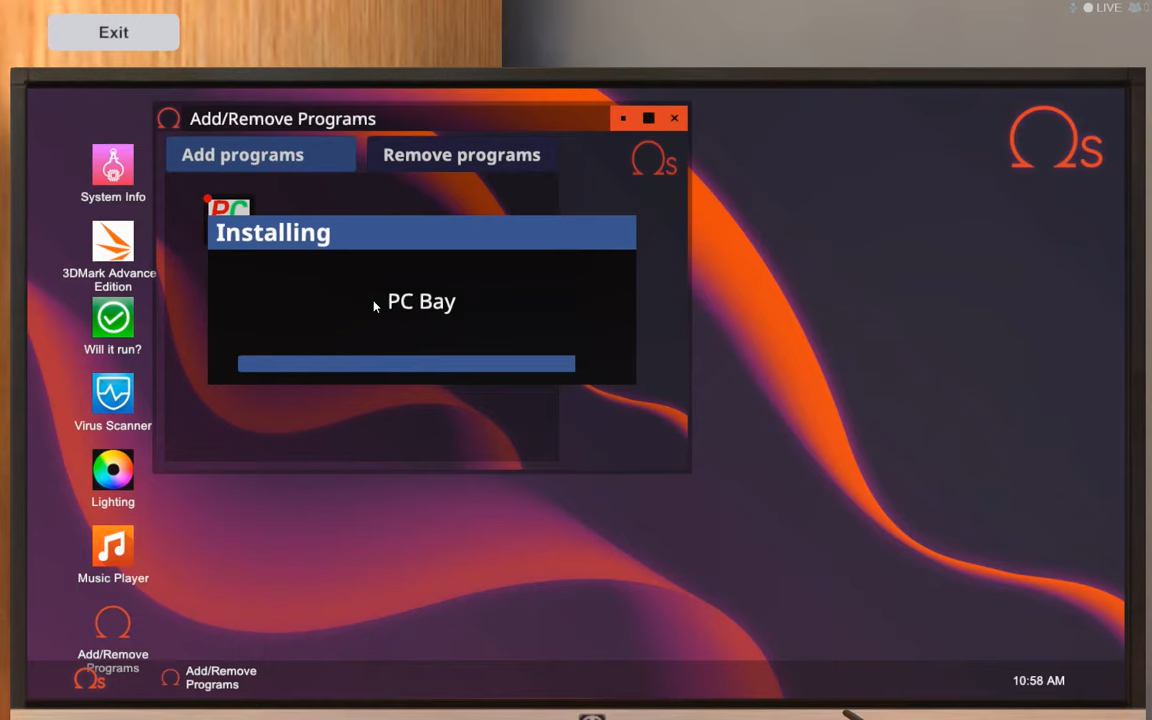 Exit
LIVE
Add/Remove Programs
Add programs
Remove programs
Ωs
Ωs
PC
Installing
PC Bay
System Info
3DMark Advance
Edition
Will it run?
Virus Scanner
Lighting
Music Player
Add/Remove
Programs
Ωs
Add/Remove
Programs
10:58 AM